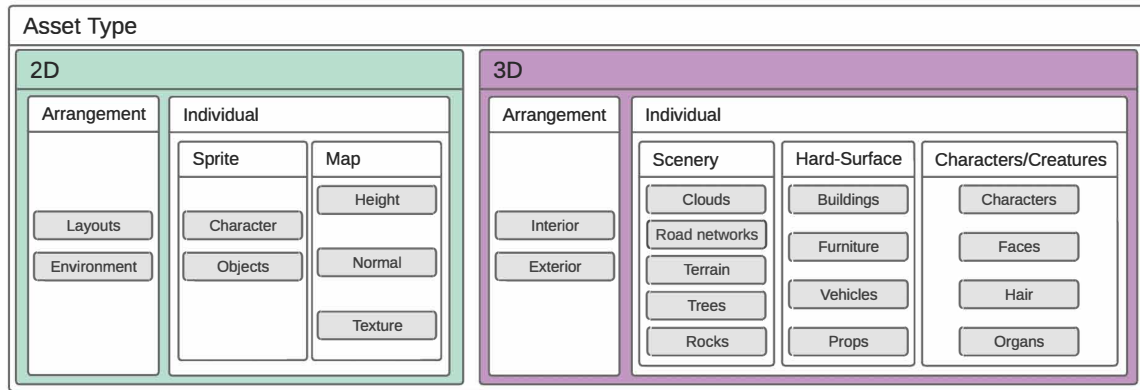 Asset Type
2D
Arrangement
Layouts
Environment
Individual
Sprite
Character
Objects
Map
Height
Normal
Texture
3D
Arrangement
Interior
Exterior
Individual
Scenery
Clouds
Road networks
Terrain
Trees
Rocks
Hard-Surface
Buildings
Furniture
Vehicles
Props
Characters/Creatures
Characters
Faces
Hair
Organs